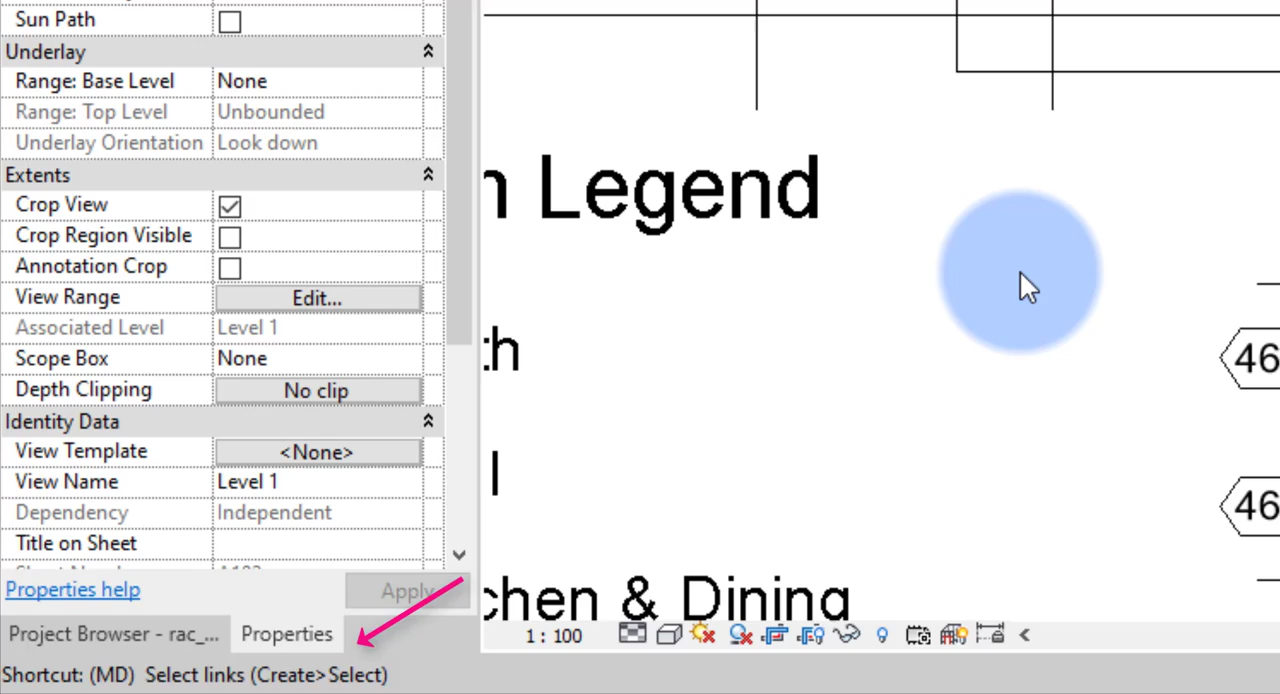 Sun Path
Underlay
Range: Base Level None
Range: Top Level Unbounded
Underlay Orientation Look down
Extents
Crop View
Crop Region Visible
Annotation Crop
View Range Edit...
Associated Level Level 1
Scope Box None
Depth Clipping No clip
Identity Data
View Template <None>
View Name Level 1
Dependency Independent
Title on Sheet
Properties help Apply
Project Browser - rac_... Properties
Shortcut: (MD) Select links (Create>Select)
n Legend
th
46
46
chen & Dining
1 : 100